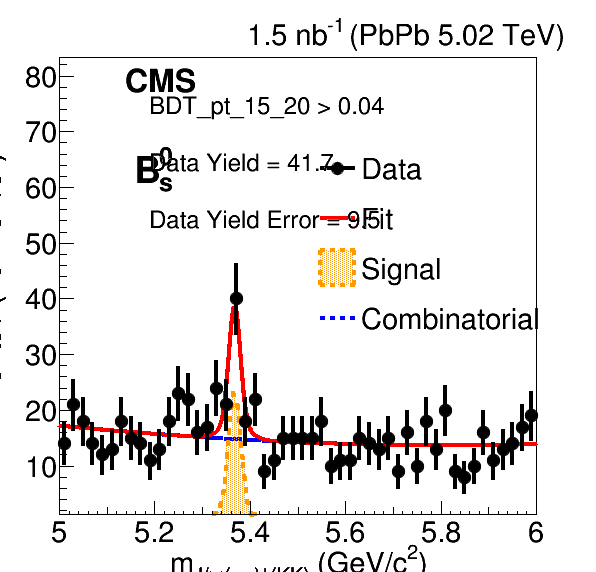 1.5 nb⁻¹ (PbPb 5.02 TeV)
80
CMS
BDT_pt_15_20 > 0.04
70
B⁰ₛ
Data Yield = 41.7
Data
60
Data Yield Error = 9.5
Fit
50
Signal
40
Combinatorial
30
20
10
5
5.2
5.4
5.6
5.8
6
(GeV/c²)